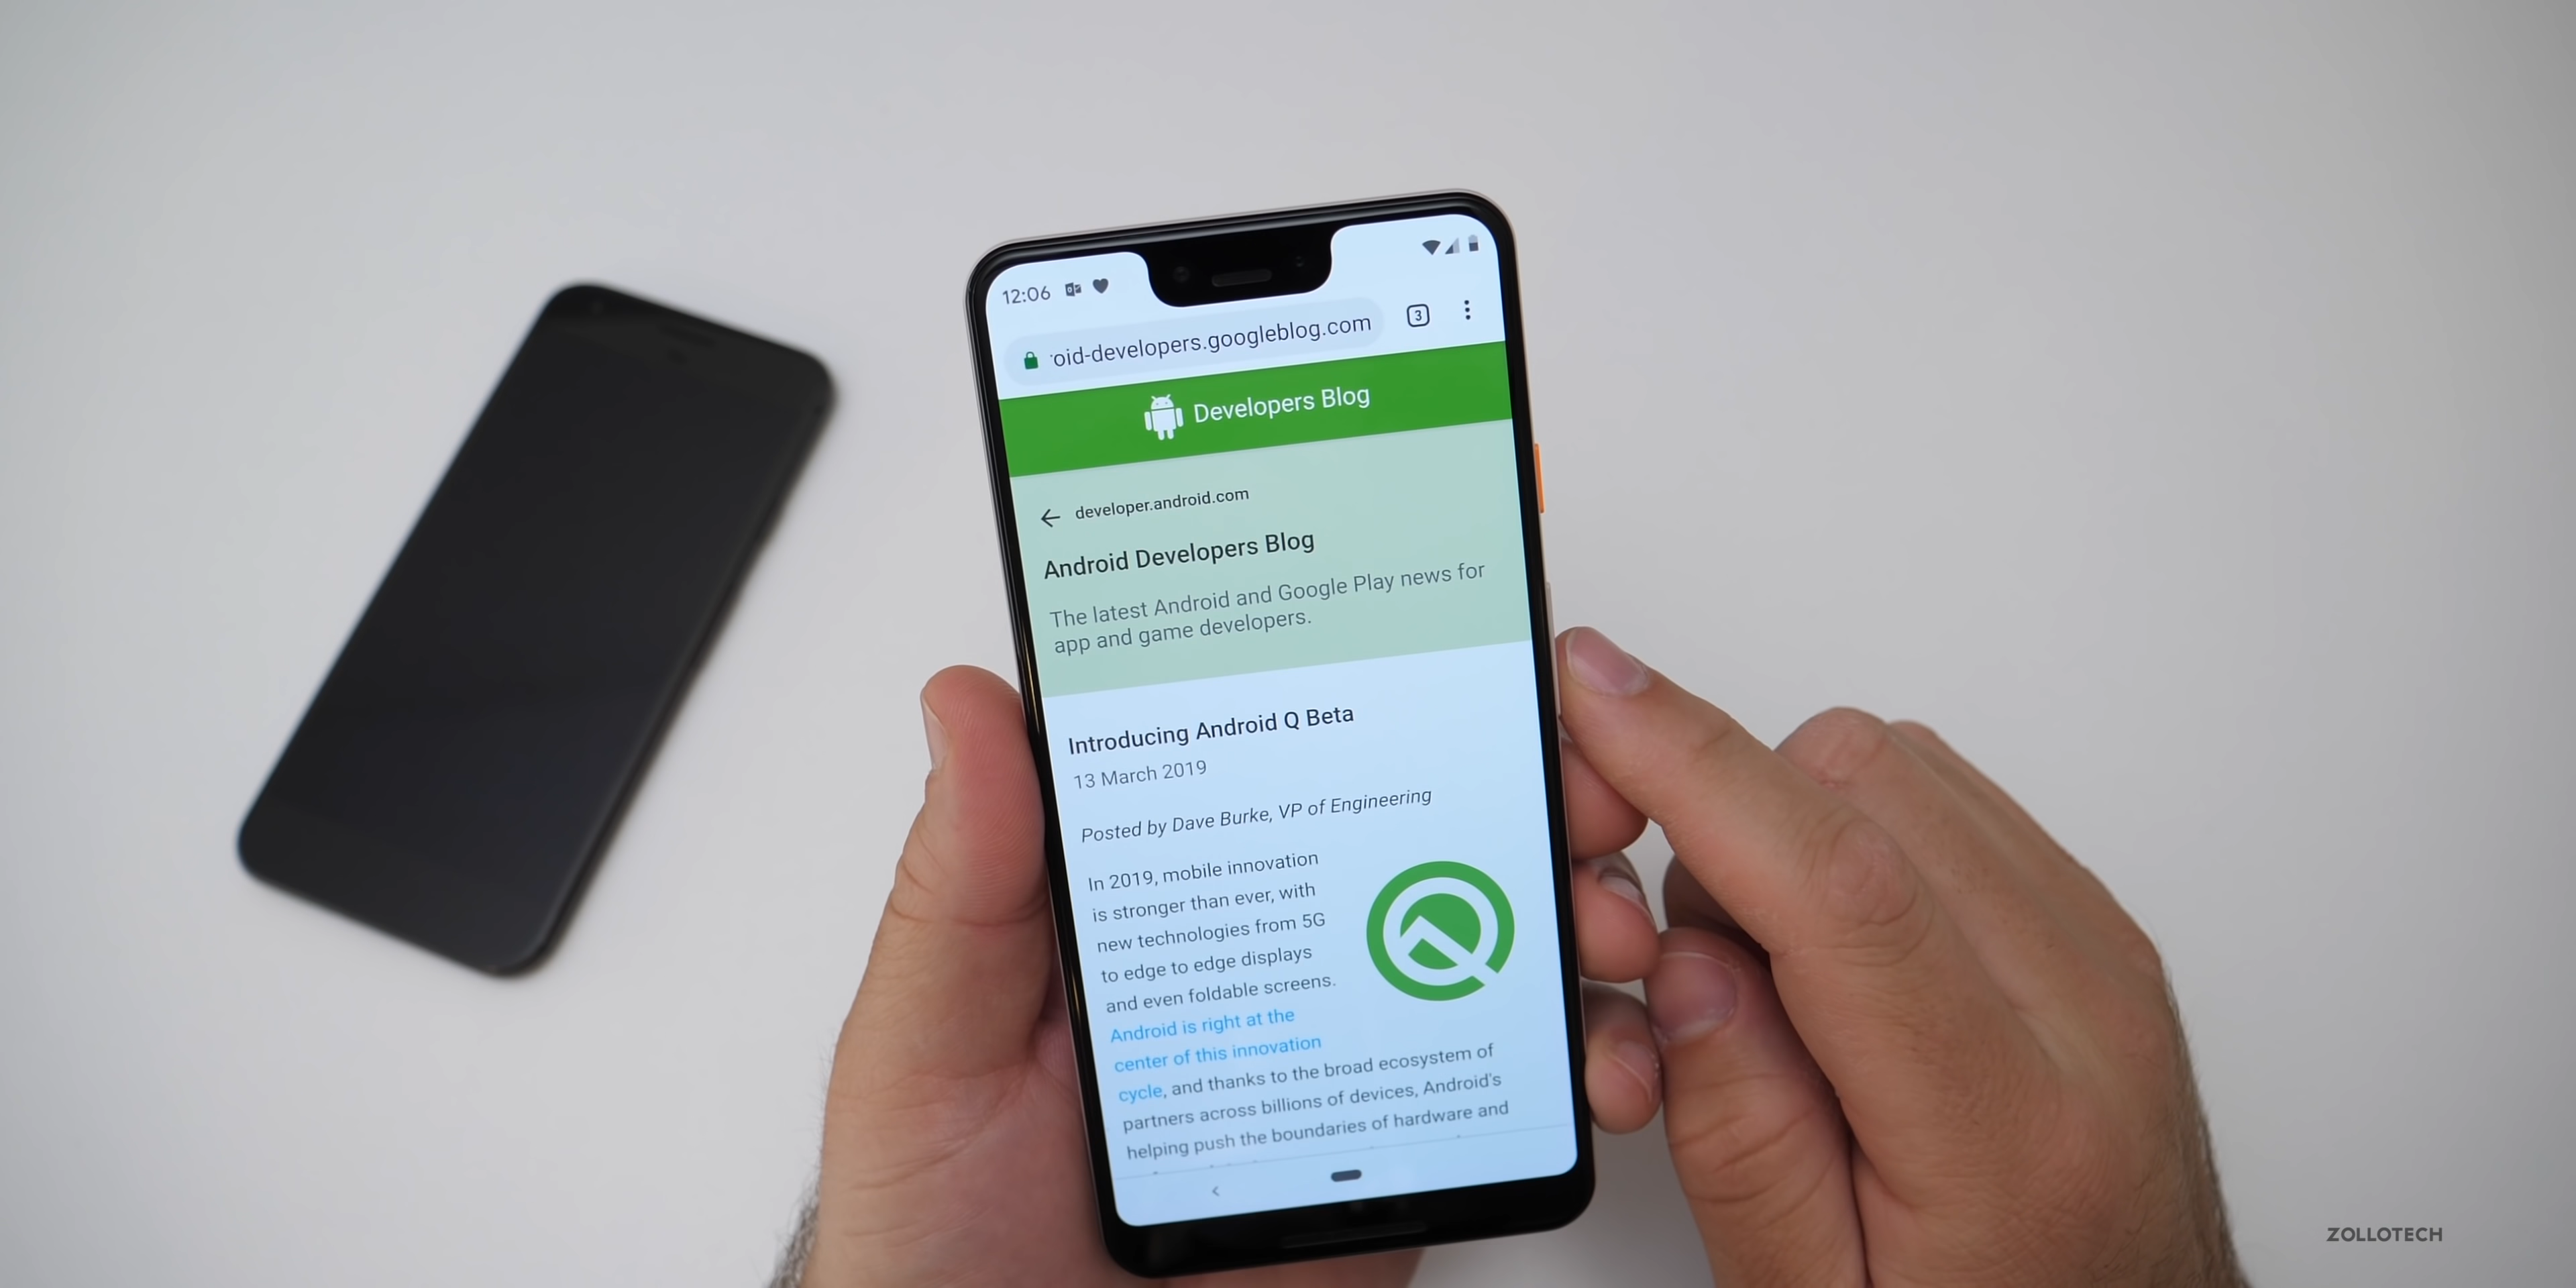 12:06
oid-developers.googleblog.com
3
Developers Blog
developer.android.com
Android Developers Blog
The latest Android and Google Play news for
app and game developers.
Introducing Android Q Beta
13 March 2019
Posted by Dave Burke, VP of Engineering
In 2019, mobile innovation
is stronger than ever, with
new technologies from 5G
to edge to edge displays
and even foldable screens.
Android is right at the
center of this innovation
cycle, and thanks to the broad ecosystem of
partners across billions of devices, Android's
helping push the boundaries of hardware and
ZOLLOTECH